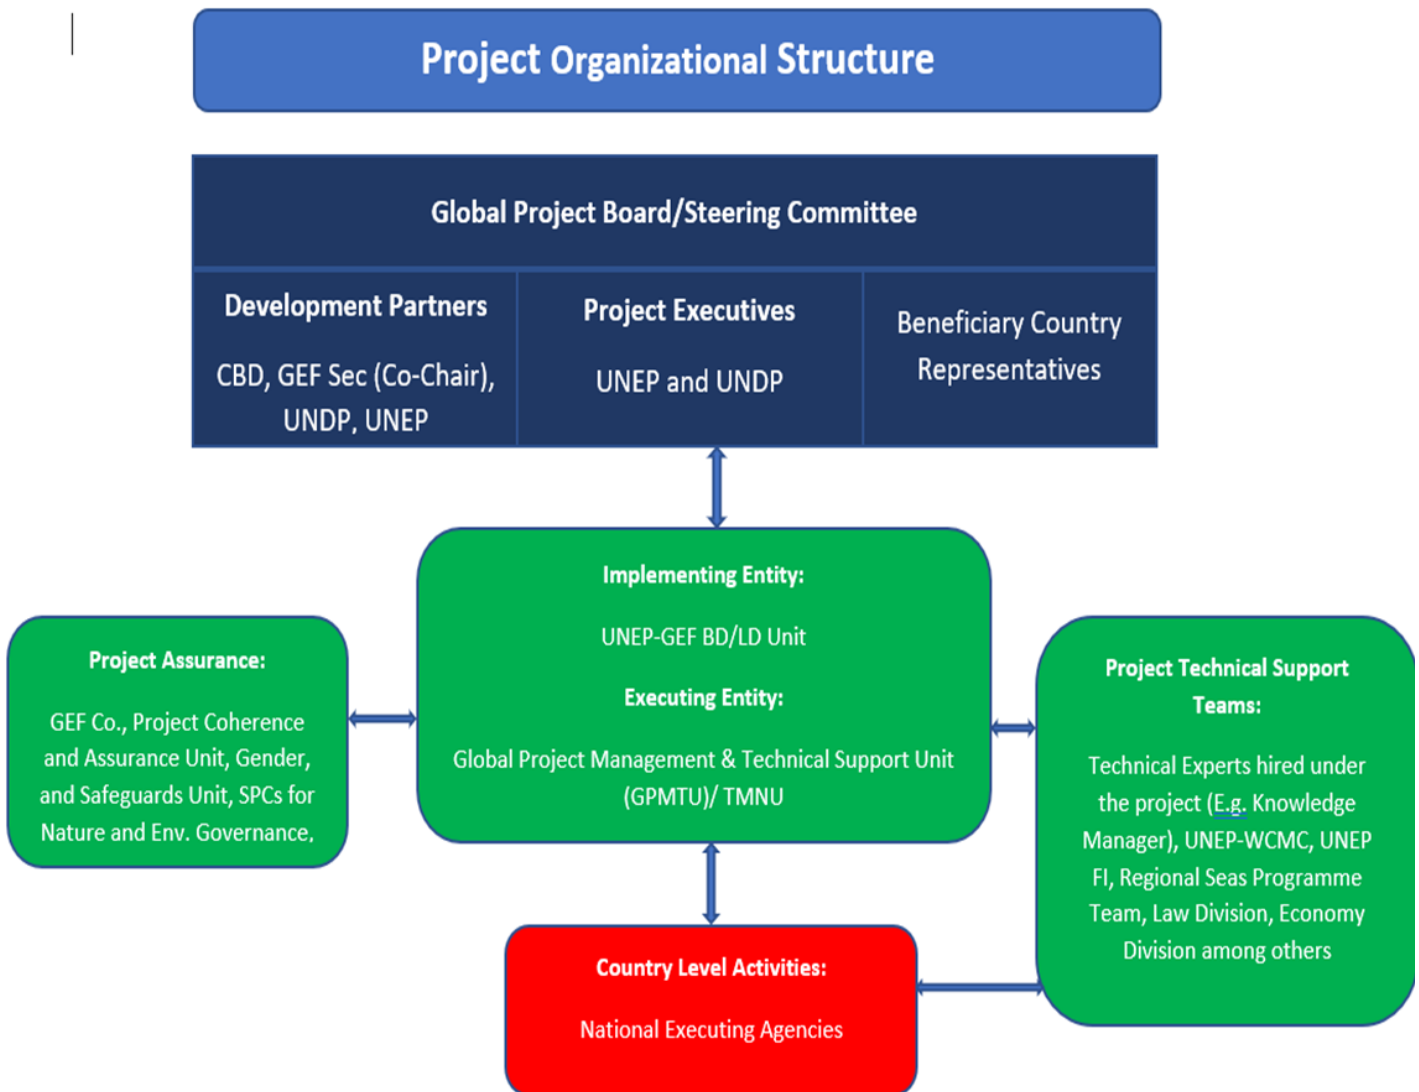 Project Organizational Structure
Global Project Board/Steering Committee
Development Partners
CBD, GEF Sec (Co-Chair),
UNDP, UNEP
Project Executives
UNEP and UNDP
Beneficiary Country
Representatives
Implementing Entity:
UNEP-GEF BD/LD Unit
Executing Entity:
Global Project Management & Technical Support Unit
(GPMTU)/ TMNU
Project Assurance:
GEF Co., Project Coherence
and Assurance Unit, Gender,
and Safeguards Unit, SPCs for
Nature and Env. Governance,
Project Technical Support
Teams:
Technical Experts hired under
the project (E.g. Knowledge
Manager), UNEP-WCMC, UNEP
FI, Regional Seas Programme
Team, Law Division, Economy
Division among others
Country Level Activities:
National Executing Agencies